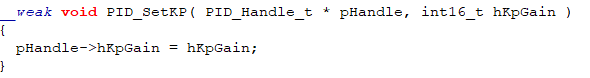 __weak void PID_SetKP( PID_Handle_t * pHandle, int16_t hKpGain )
{
  pHandle->hKpGain = hKpGain;
}